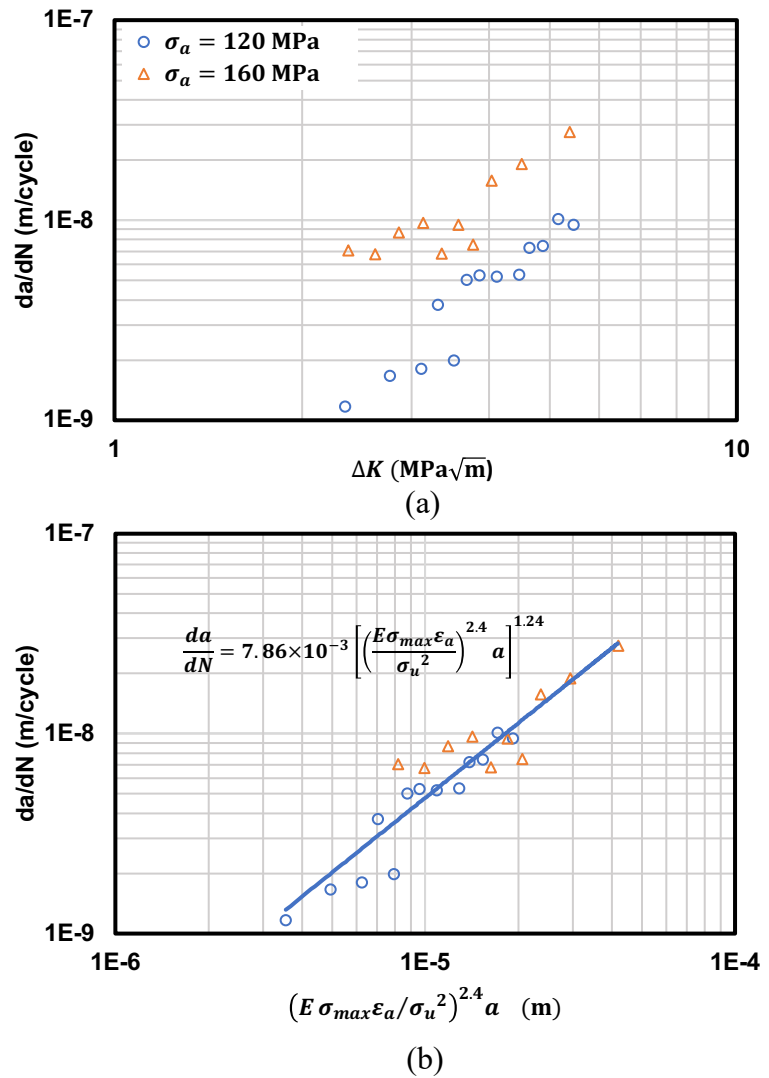 1E-7
σₐ = 120 MPa
σₐ = 160 MPa
da/dN (m/cycle)
1E-8
1E-9
1
10
ΔK (MPa√m)
(a)
1E-7
da/dN = 7.86×10⁻³ [(Eσₘₐₓεₐ/σᵤ²)^2.4 a]^1.24
da/dN (m/cycle)
1E-8
1E-9
1E-6
1E-5
1E-4
(E σₘₐₓεₐ/σᵤ²)^2.4 a (m)
(b)